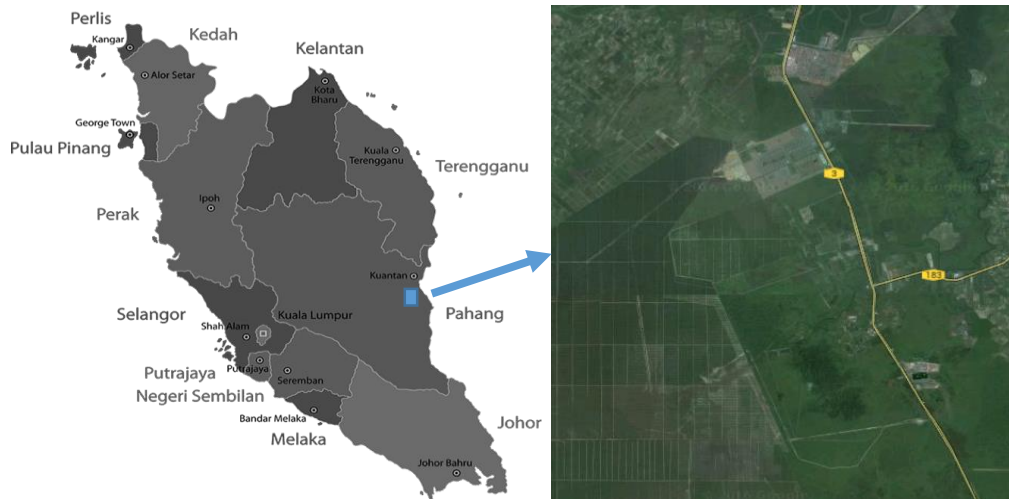 Perlis
Kangar
Kedah
Alor Setar
Kelantan
Kota
Bharu
George Town
Pulau Pinang
Kuala
Terengganu
Terengganu
Ipoh
Perak
Kuantan
Pahang
Selangor
Kuala Lumpur
Shah Alam
Putrajaya
Putrajaya
Seremban
Negeri Sembilan
Bandar Melaka
Melaka
Johor
Johor Bahru
3
183